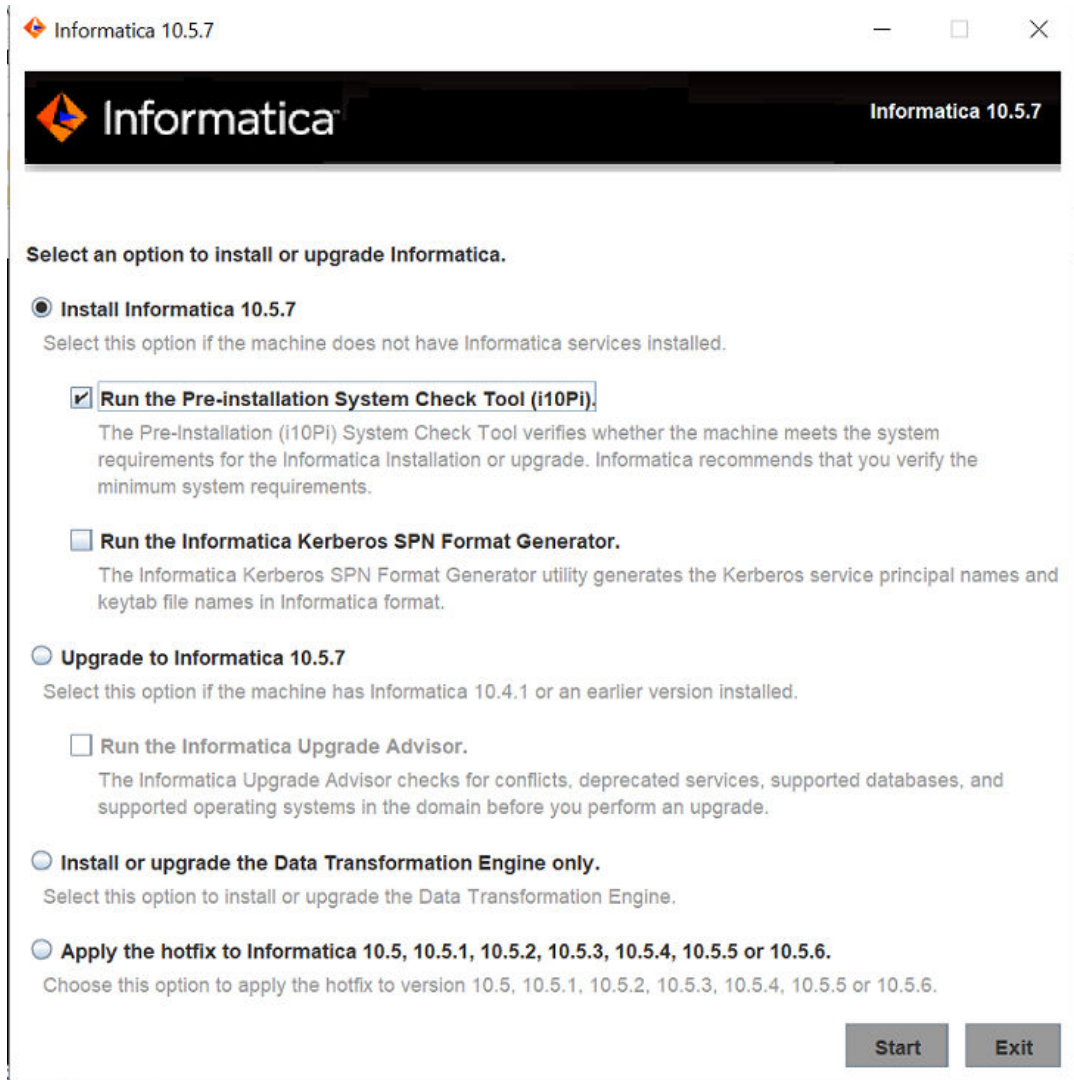 Informatica 10.5.7
Informatica
Informatica 10.5.7
Select an option to install or upgrade Informatica.
Install Informatica 10.5.7
Select this option if the machine does not have Informatica services installed.
Run the Pre-installation System Check Tool (i10Pi).
The Pre-Installation (i10Pi) System Check Tool verifies whether the machine meets the system
requirements for the Informatica Installation or upgrade. Informatica recommends that you verify the
minimum system requirements.
Run the Informatica Kerberos SPN Format Generator.
The Informatica Kerberos SPN Format Generator utility generates the Kerberos service principal names and
keytab file names in Informatica format.
Upgrade to Informatica 10.5.7
Select this option if the machine has Informatica 10.4.1 or an earlier version installed.
Run the Informatica Upgrade Advisor.
The Informatica Upgrade Advisor checks for conflicts, deprecated services, supported databases, and
supported operating systems in the domain before you perform an upgrade.
Install or upgrade the Data Transformation Engine only.
Select this option to install or upgrade the Data Transformation Engine.
Apply the hotfix to Informatica 10.5, 10.5.1, 10.5.2, 10.5.3, 10.5.4, 10.5.5 or 10.5.6.
Choose this option to apply the hotfix to version 10.5, 10.5.1, 10.5.2, 10.5.3, 10.5.4, 10.5.5 or 10.5.6.
Start Exit